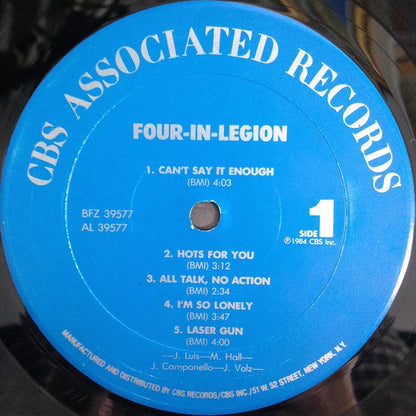 CBS ASSOCIATED RECORDS
FOUR-IN-LEGION
1. CAN'T SAY IT ENOUGH
(BMI) 4:03
BFZ 39577
AL 39577
SIDE 1
℗1984 CBS Inc.
2. HOTS FOR YOU
(BMI) 3:12
3. ALL TALK, NO ACTION
(BMI) 2:34
4. I'M SO LONELY
(BMI) 3:47
5. LASER GUN
(BMI) 4:00
—J. Luis—M. Hall—
J. Campanello—J. Volz—
MANUFACTURED AND DISTRIBUTED BY CBS RECORDS/CBS INC./51 W. 52 STREET, NEW YORK, N.Y.